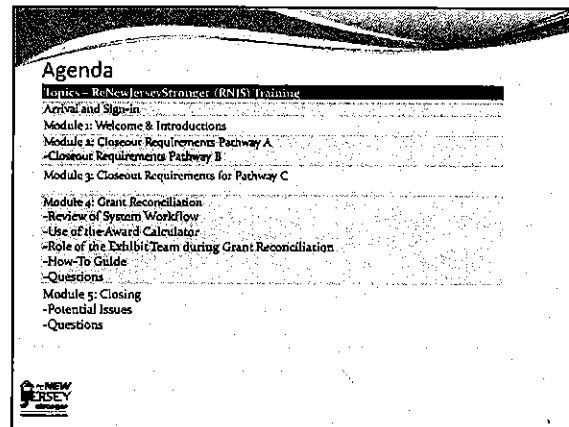 Agenda
Topics – ReNewJerseyStronger (RNJS) Training
Arrival and Sign-in
Module 1: Welcome & Introductions
Module 2: Closeout Requirements Pathway A
-Closeout Requirements Pathway B
Module 3: Closeout Requirements for Pathway C
Module 4: Grant Reconciliation
-Review of System Workflow
-Use of the Award Calculator
-Role of the Exhibit Team during Grant Reconciliation
-How-To Guide
-Questions
Module 5: Closing
-Potential Issues
-Questions
NEW
JERSEY